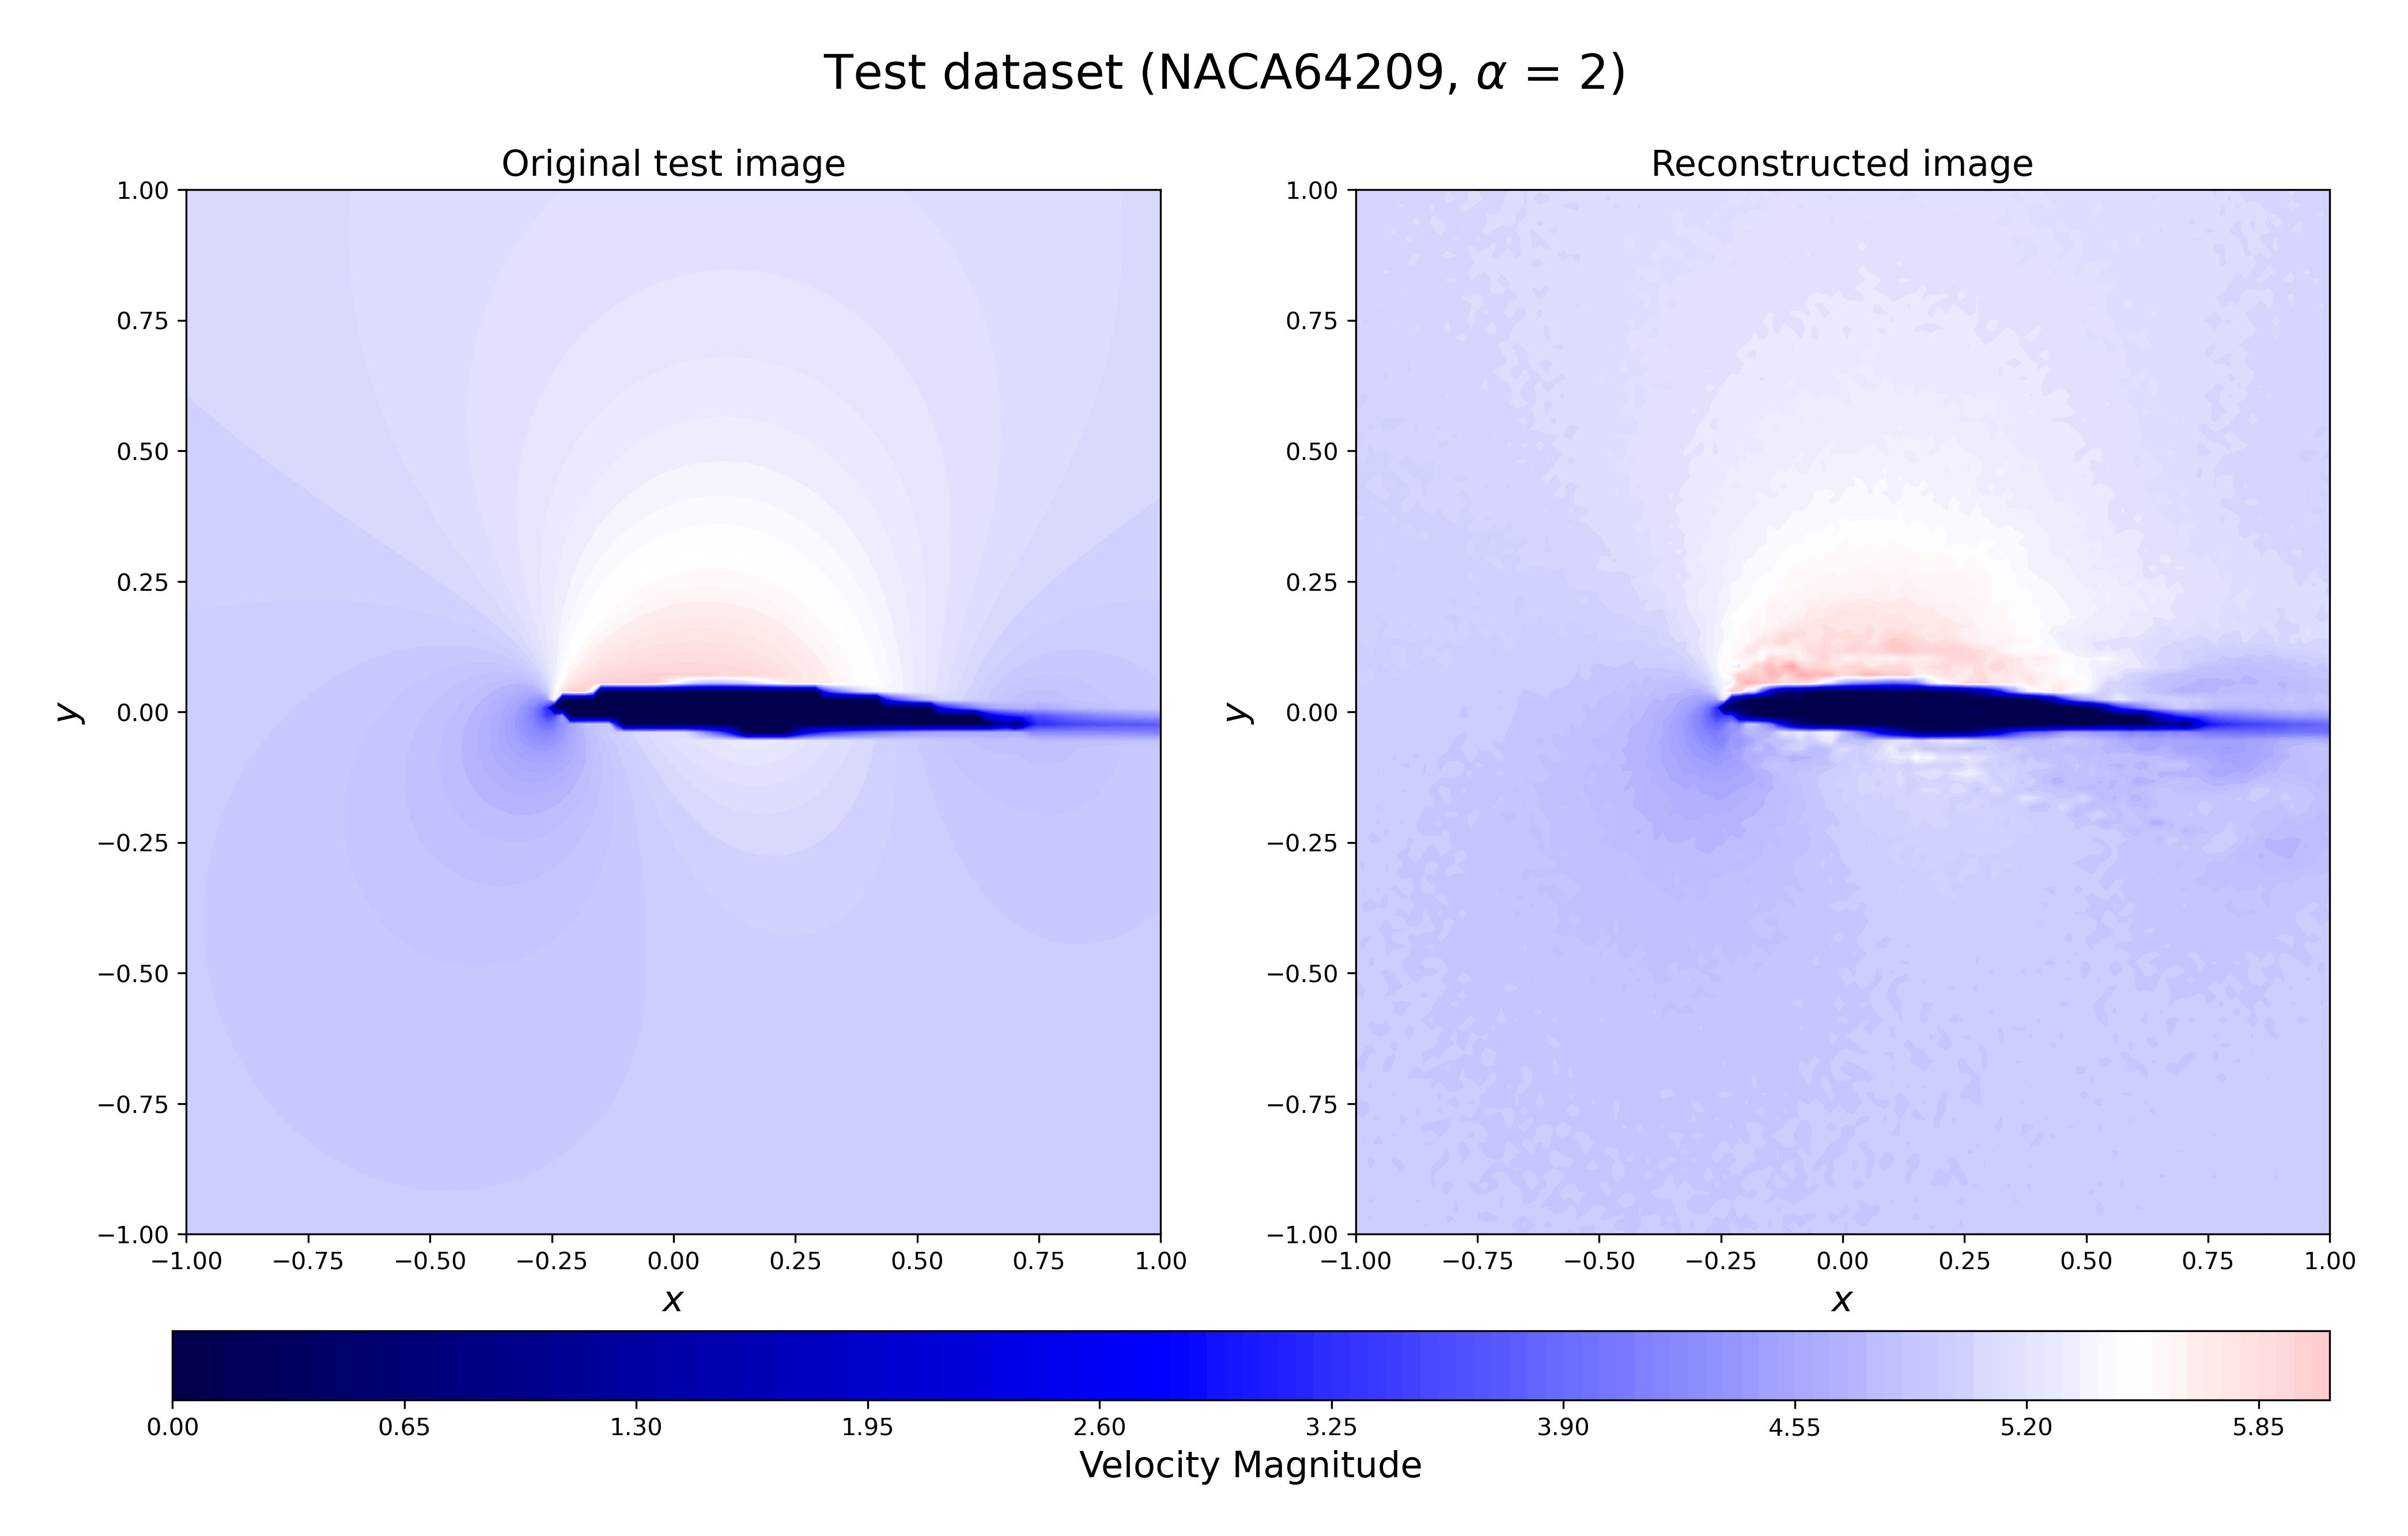 Test dataset (NACA64209, α = 2)
Original test image
Reconstructed image
1.00
0.75
0.50
0.25
0.00
−0.25
−0.50
−0.75
−1.00
y
−1.00 −0.75 −0.50 −0.25 0.00 0.25 0.50 0.75 1.00
x
1.00
0.75
0.50
0.25
0.00
−0.25
−0.50
−0.75
−1.00
y
−1.00 −0.75 −0.50 −0.25 0.00 0.25 0.50 0.75 1.00
x
0.00 0.65 1.30 1.95 2.60 3.25 3.90 4.55 5.20 5.85
Velocity Magnitude